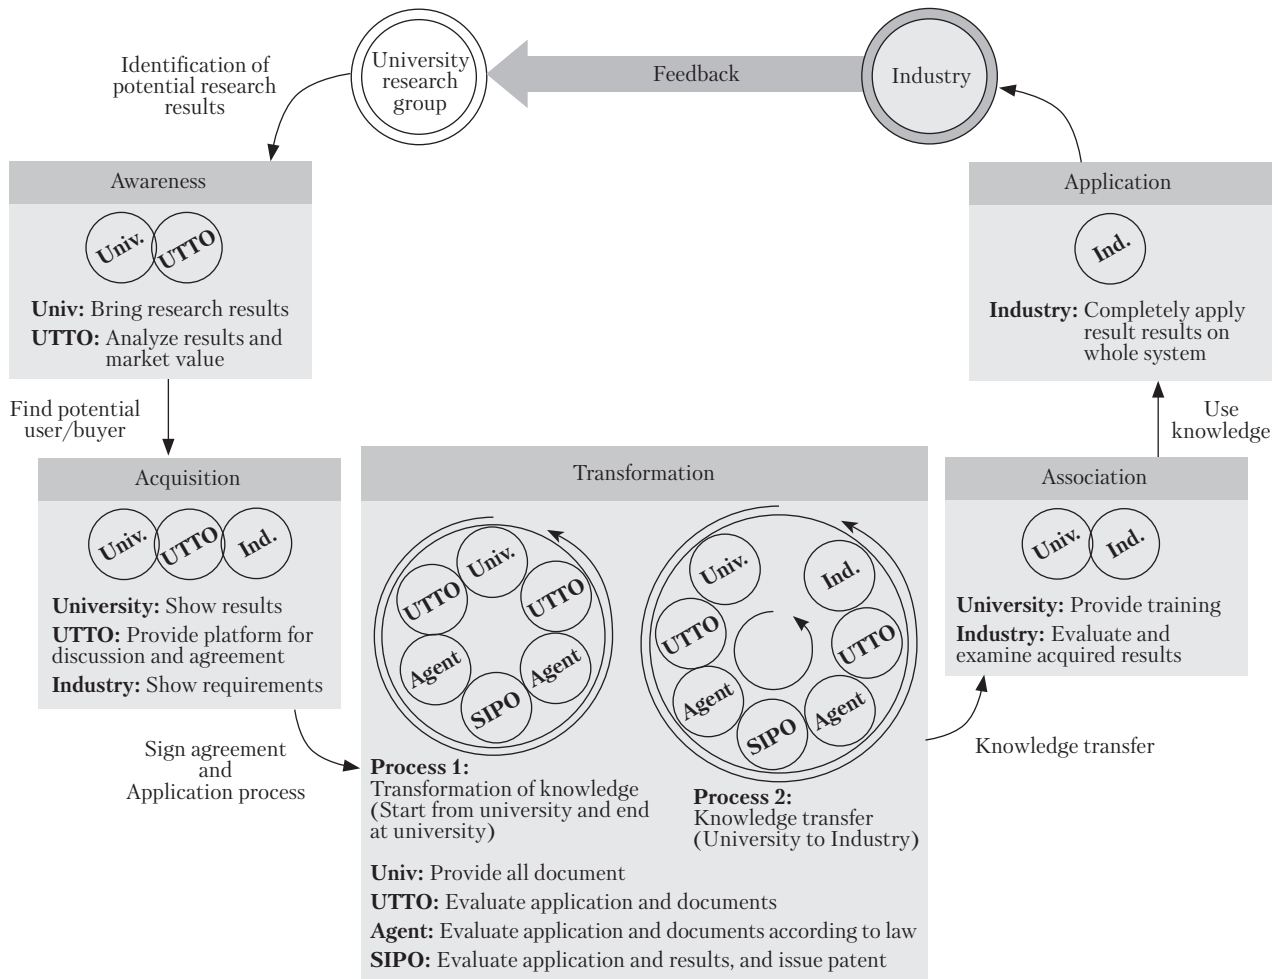 Identification of
potential research
results
University
research
group
Feedback
Industry
Awareness
Univ.
UTTO
Univ: Bring research results
UTTO: Analyze results and
market value
Application
Ind.
Industry: Completely apply
result results on
whole system
Find potential
user/buyer
Use
knowledge
Acquisition
Univ.
UTTO
Ind.
University: Show results
UTTO: Provide platform for
discussion and agreement
Industry: Show requirements
Sign agreement
and
Application process
Transformation
Univ.
UTTO
UTTO
Agent
Agent
SIPO
Process 1:
Transformation of knowledge
(Start from university and end
at university)
Univ.
Ind.
UTTO
UTTO
Agent
Agent
SIPO
Process 2:
Knowledge transfer
(University to Industry)
Univ: Provide all document
UTTO: Evaluate application and documents
Agent: Evaluate application and documents according to law
SIPO: Evaluate application and results, and issue patent
Association
Univ.
Ind.
University: Provide training
Industry: Evaluate and
examine acquired results
Knowledge transfer